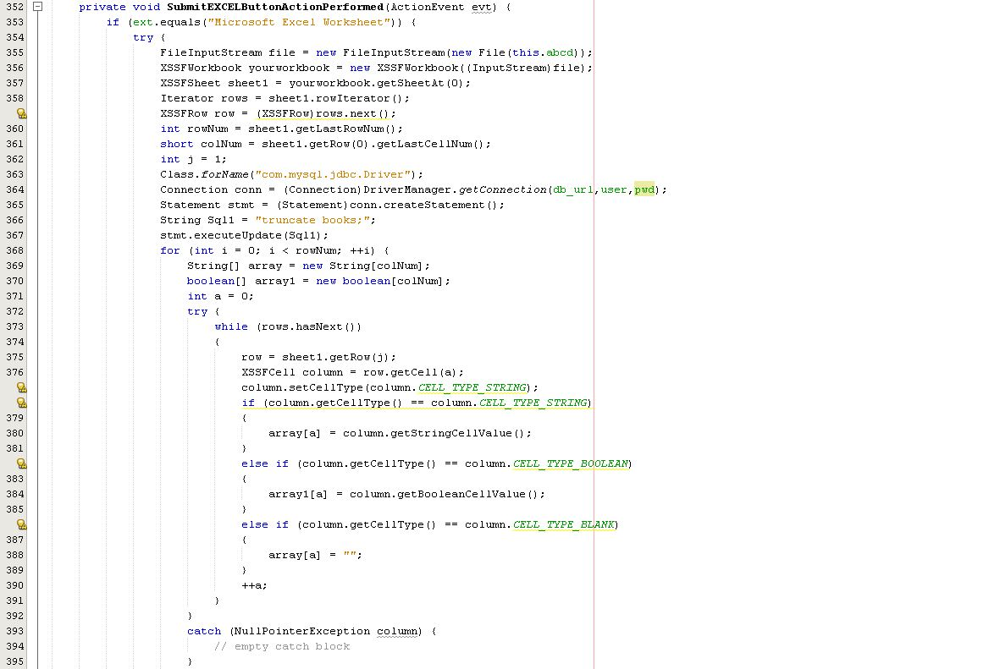 352 private void SubmitEXCELButtonActionPerformed(ActionEvent evt) {
353 if (ext.equals("Microsoft Excel Worksheet")) {
354 try {
355 FileInputStream file = new FileInputStream(new File(this.abcd));
356 XSSFWorkbook yourworkbook = new XSSFWorkbook((InputStream)file);
357 XSSFSheet sheet1 = yourworkbook.getSheetAt(0);
358 Iterator rows = sheet1.rowIterator();
XSSFRow row = (XSSFRow)rows.next();
360 int rowNum = sheet1.getLastRowNum();
361 short colNum = sheet1.getRow(0).getLastCellNum();
362 int j = 1;
363 Class.forName("com.mysql.jdbc.Driver");
364 Connection conn = (Connection)DriverManager.getConnection(db_url,user,pwd);
365 Statement stmt = (Statement)conn.createStatement();
366 String Sql1 = "truncate books;";
367 stmt.executeUpdate(Sql1);
368 for (int i = 0; i < rowNum; ++i) {
369 String[] array = new String[colNum];
370 boolean[] array1 = new boolean[colNum];
371 int a = 0;
372 try {
373 while (rows.hasNext())
374 {
375 row = sheet1.getRow(j);
376 XSSFCell column = row.getCell(a);
column.setCellType(column.CELL_TYPE_STRING);
if (column.getCellType() == column.CELL_TYPE_STRING)
379 {
380 array[a] = column.getStringCellValue();
381 }
else if (column.getCellType() == column.CELL_TYPE_BOOLEAN)
383 {
384 array1[a] = column.getBooleanCellValue();
385 }
else if (column.getCellType() == column.CELL_TYPE_BLANK)
387 {
388 array[a] = "";
389 }
390 ++a;
391 }
392 }
393 catch (NullPointerException column) {
394 // empty catch block
395 }